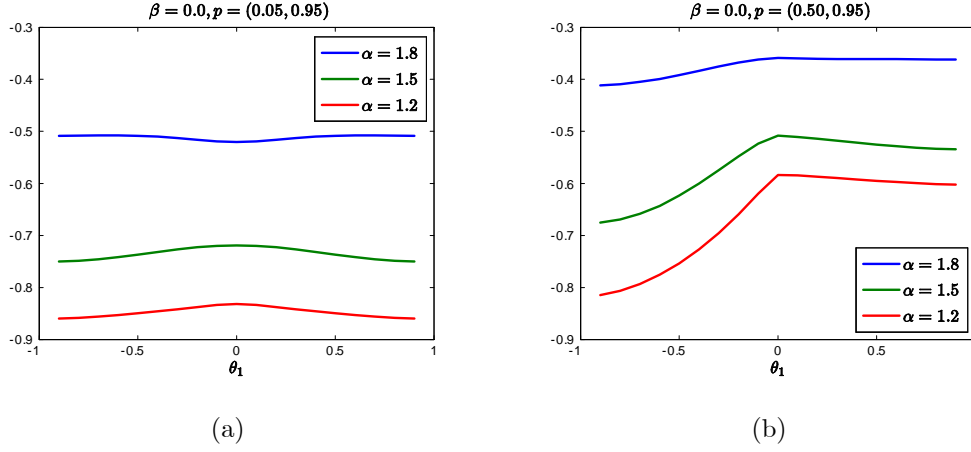 β = 0.0, p = (0.05, 0.95)
-0.3
-0.4
-0.5
-0.6
-0.7
-0.8
-0.9
-1 -0.5 0 0.5 1
θ₁
α = 1.8
α = 1.5
α = 1.2
(a)
β = 0.0, p = (0.50, 0.95)
-0.3
-0.4
-0.5
-0.6
-0.7
-0.8
-0.9
-1 -0.5 0 0.5
θ₁
α = 1.8
α = 1.5
α = 1.2
(b)